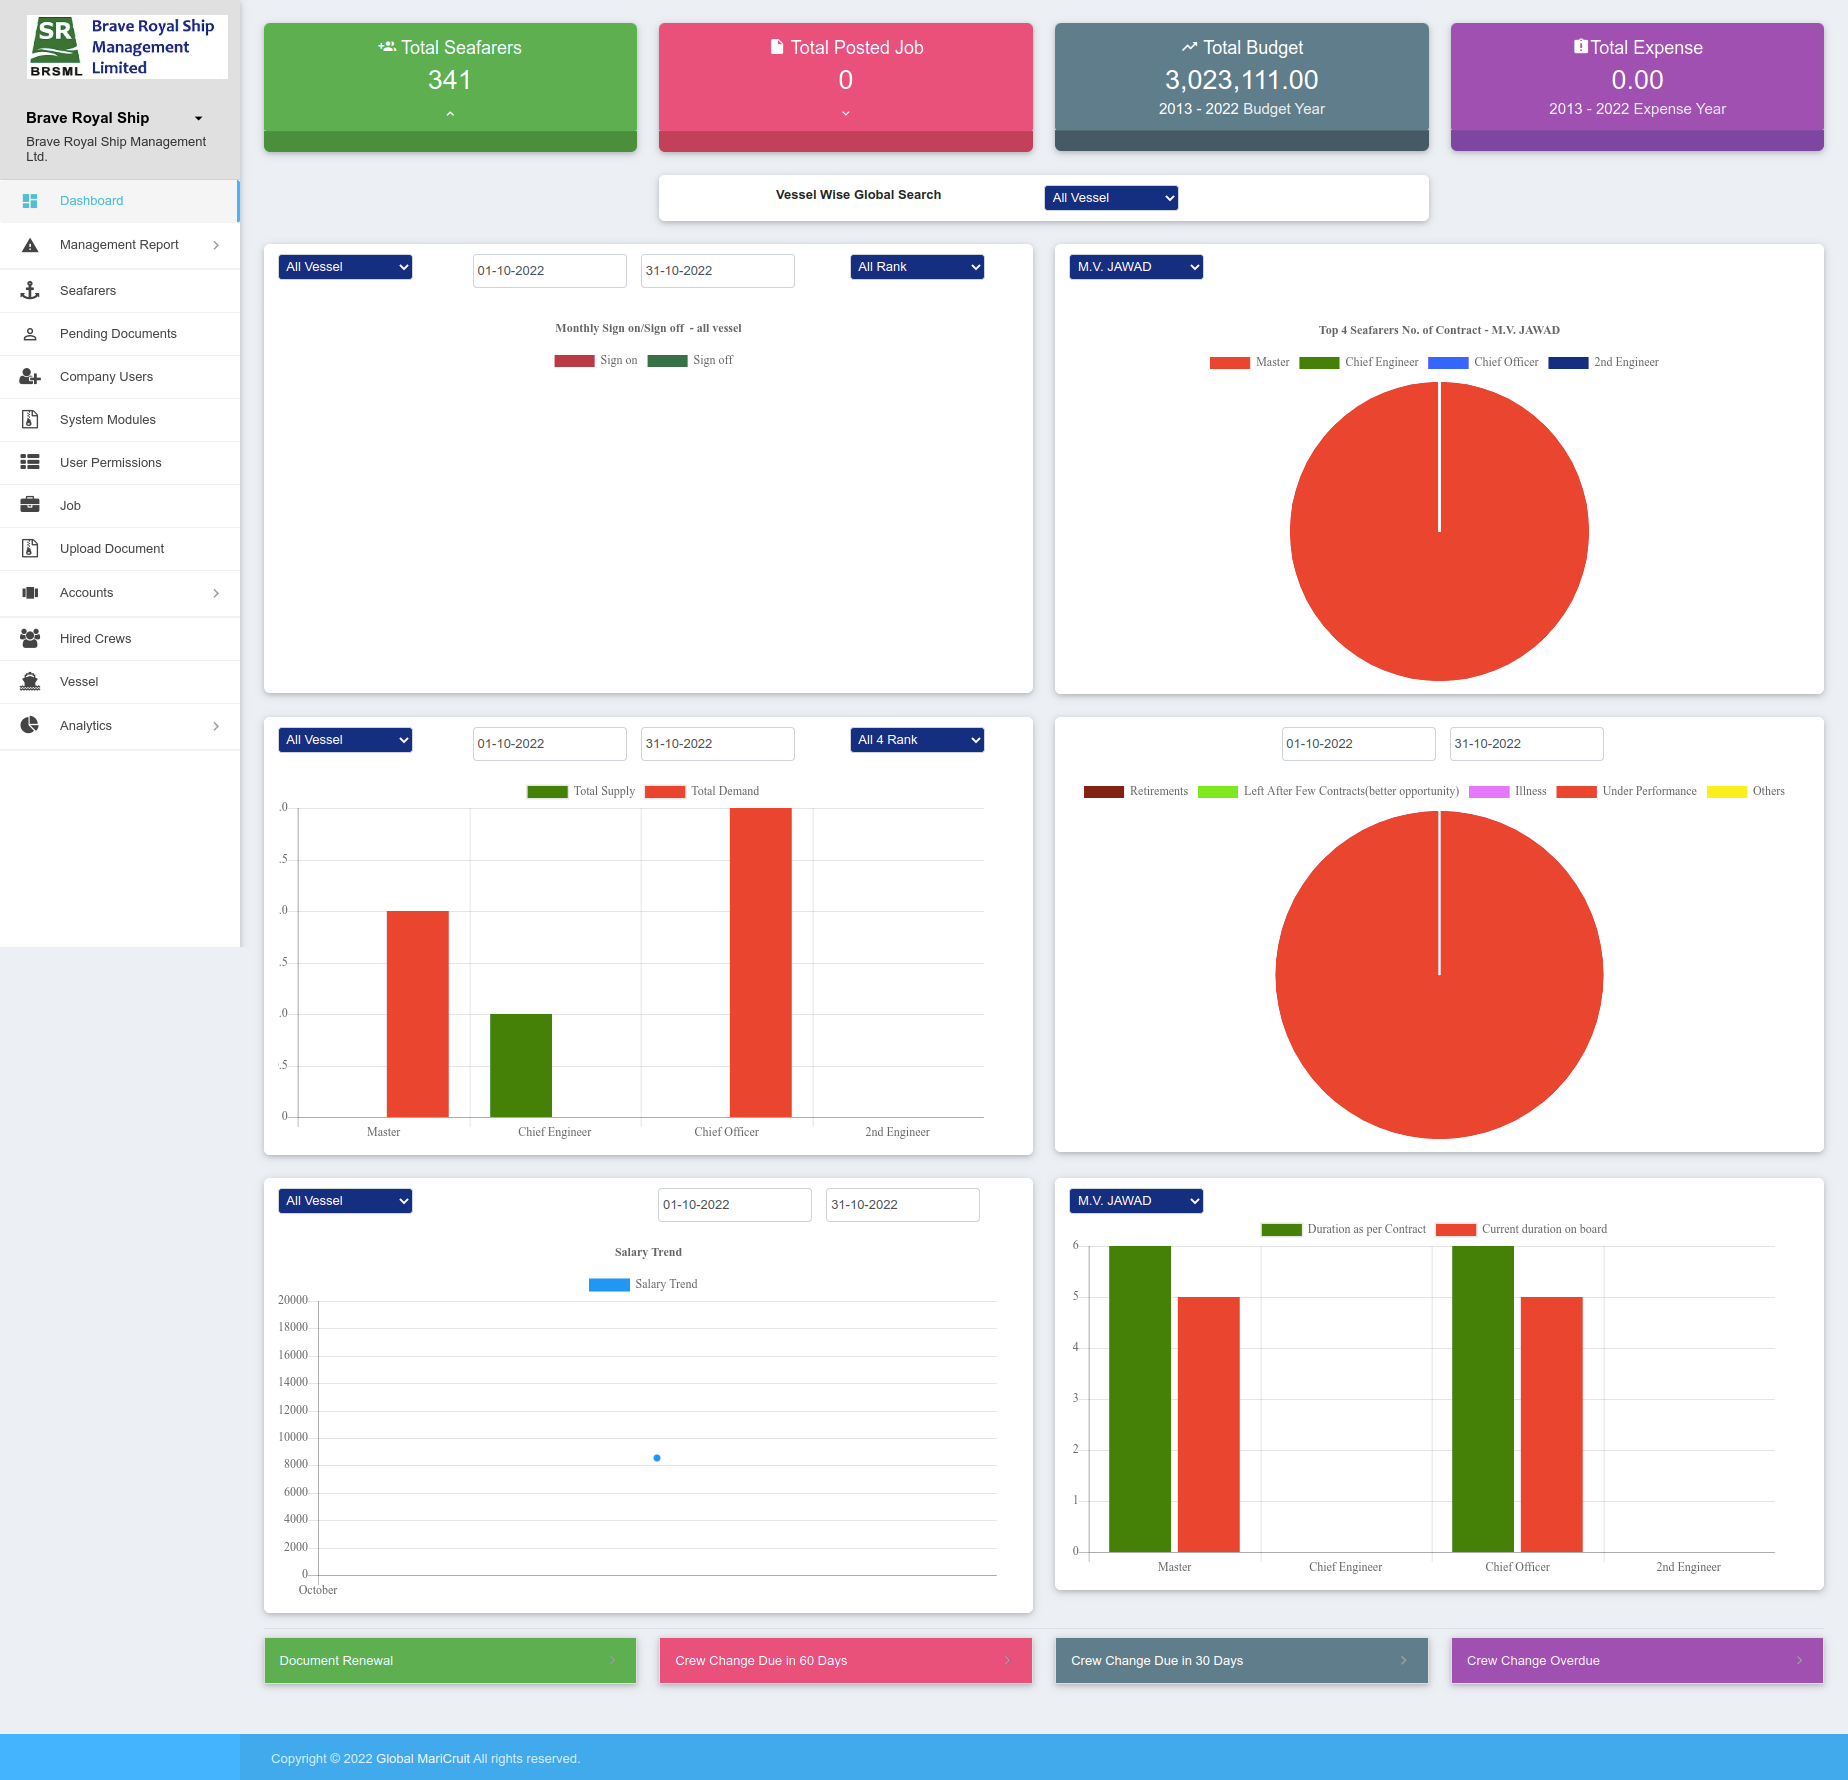 SR
BRSML
Brave Royal Ship
Management
Limited
Brave Royal Ship
Brave Royal Ship Management
Ltd.
Dashboard
Management Report
Seafarers
Pending Documents
Company Users
System Modules
User Permissions
Job
Upload Document
Accounts
Hired Crews
Vessel
Analytics
Total Seafarers
341
Total Posted Job
0
Total Budget
3,023,111.00
2013 - 2022 Budget Year
Total Expense
0.00
2013 - 2022 Expense Year
Vessel Wise Global Search All Vessel
All Vessel 01-10-2022 31-10-2022 All Rank
Monthly Sign on/Sign off - all vessel
Sign on Sign off
M.V. JAWAD
Top 4 Seafarers No. of Contract - M.V. JAWAD
Master Chief Engineer Chief Officer 2nd Engineer
All Vessel 01-10-2022 31-10-2022 All 4 Rank
Total Supply Total Demand
.0
.5
.0
.5
.0
.5
0
Master Chief Engineer Chief Officer 2nd Engineer
01-10-2022 31-10-2022
Retirements Left After Few Contracts(better opportunity) Illness Under Performance Others
All Vessel 01-10-2022 31-10-2022
Salary Trend
Salary Trend
20000
18000
16000
14000
12000
10000
8000
6000
4000
2000
0
October
M.V. JAWAD
Duration as per Contract Current duration on board
6
5
4
3
2
1
0
Master Chief Engineer Chief Officer 2nd Engineer
Document Renewal
Crew Change Due in 60 Days
Crew Change Due in 30 Days
Crew Change Overdue
Copyright © 2022 Global MariCruit All rights reserved.